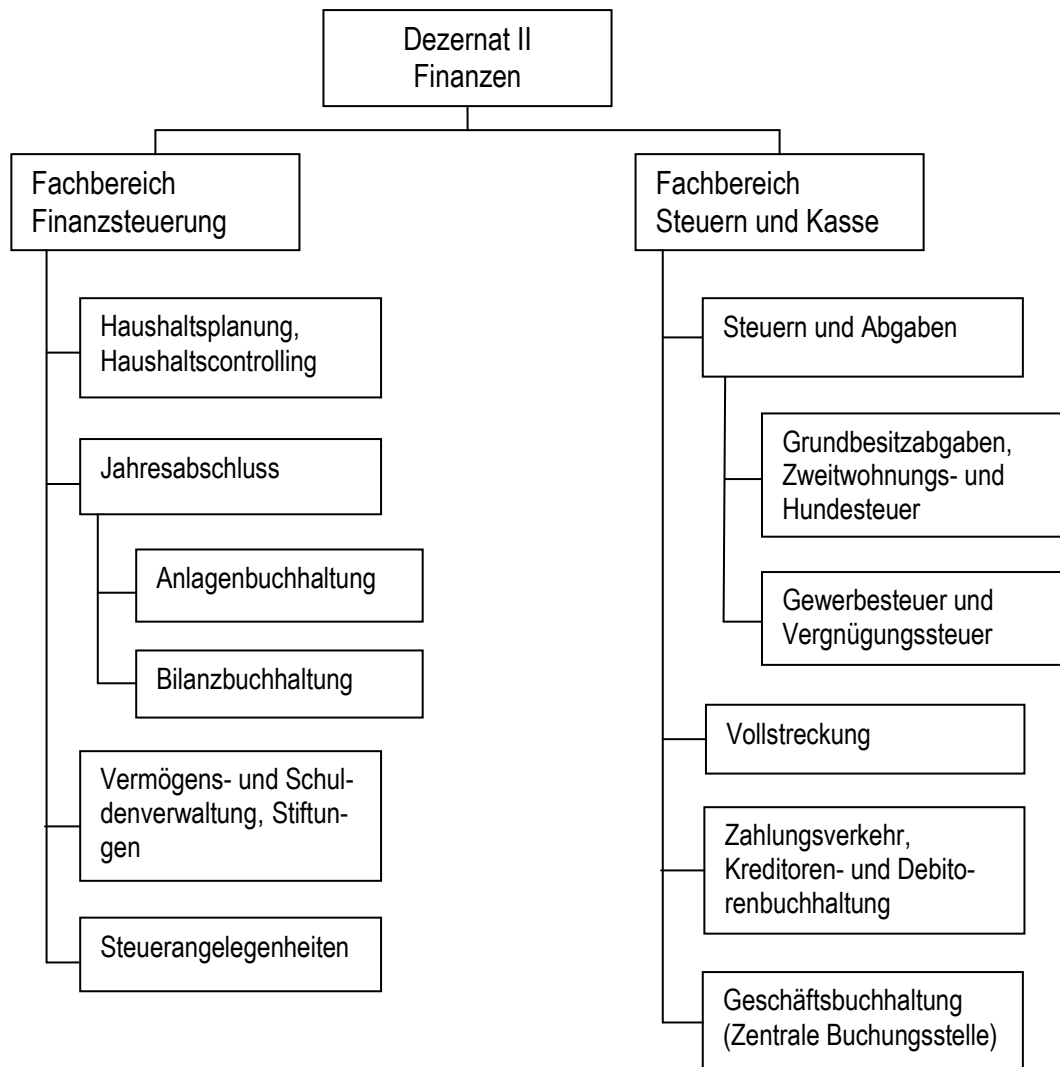 Dezernat II
Finanzen
Fachbereich
Finanzsteuerung
Haushaltsplanung,
Haushaltscontrolling
Jahresabschluss
Anlagenbuchhaltung
Bilanzbuchhaltung
Vermögens- und Schul-
denverwaltung, Stiftun-
gen
Steuerangelegenheiten
Fachbereich
Steuern und Kasse
Steuern und Abgaben
Grundbesitzabgaben,
Zweitwohnungs- und
Hundesteuer
Gewerbesteuer und
Vergnügungssteuer
Vollstreckung
Zahlungsverkehr,
Kreditoren- und Debito-
renbuchhaltung
Geschäftsbuchhaltung
(Zentrale Buchungsstelle)